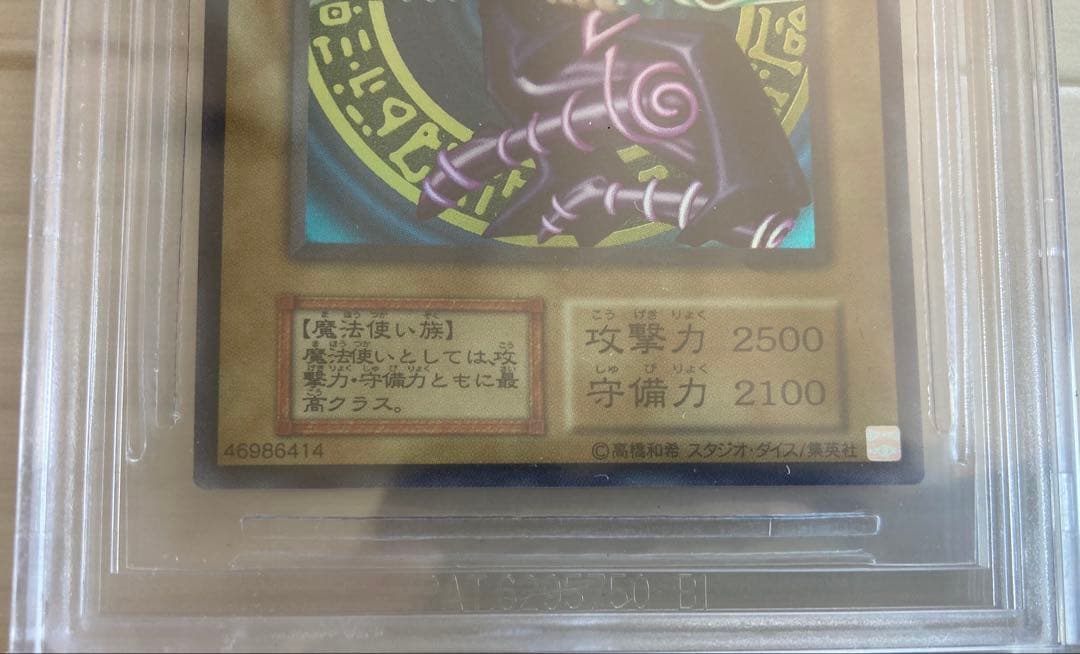 【魔法使い族】
魔法使いとしては、攻
撃力・守備力ともに最
高クラス。
攻撃力 2500
守備力 2100
46986414
©高橋和希 スタジオ・ダイス/集英社